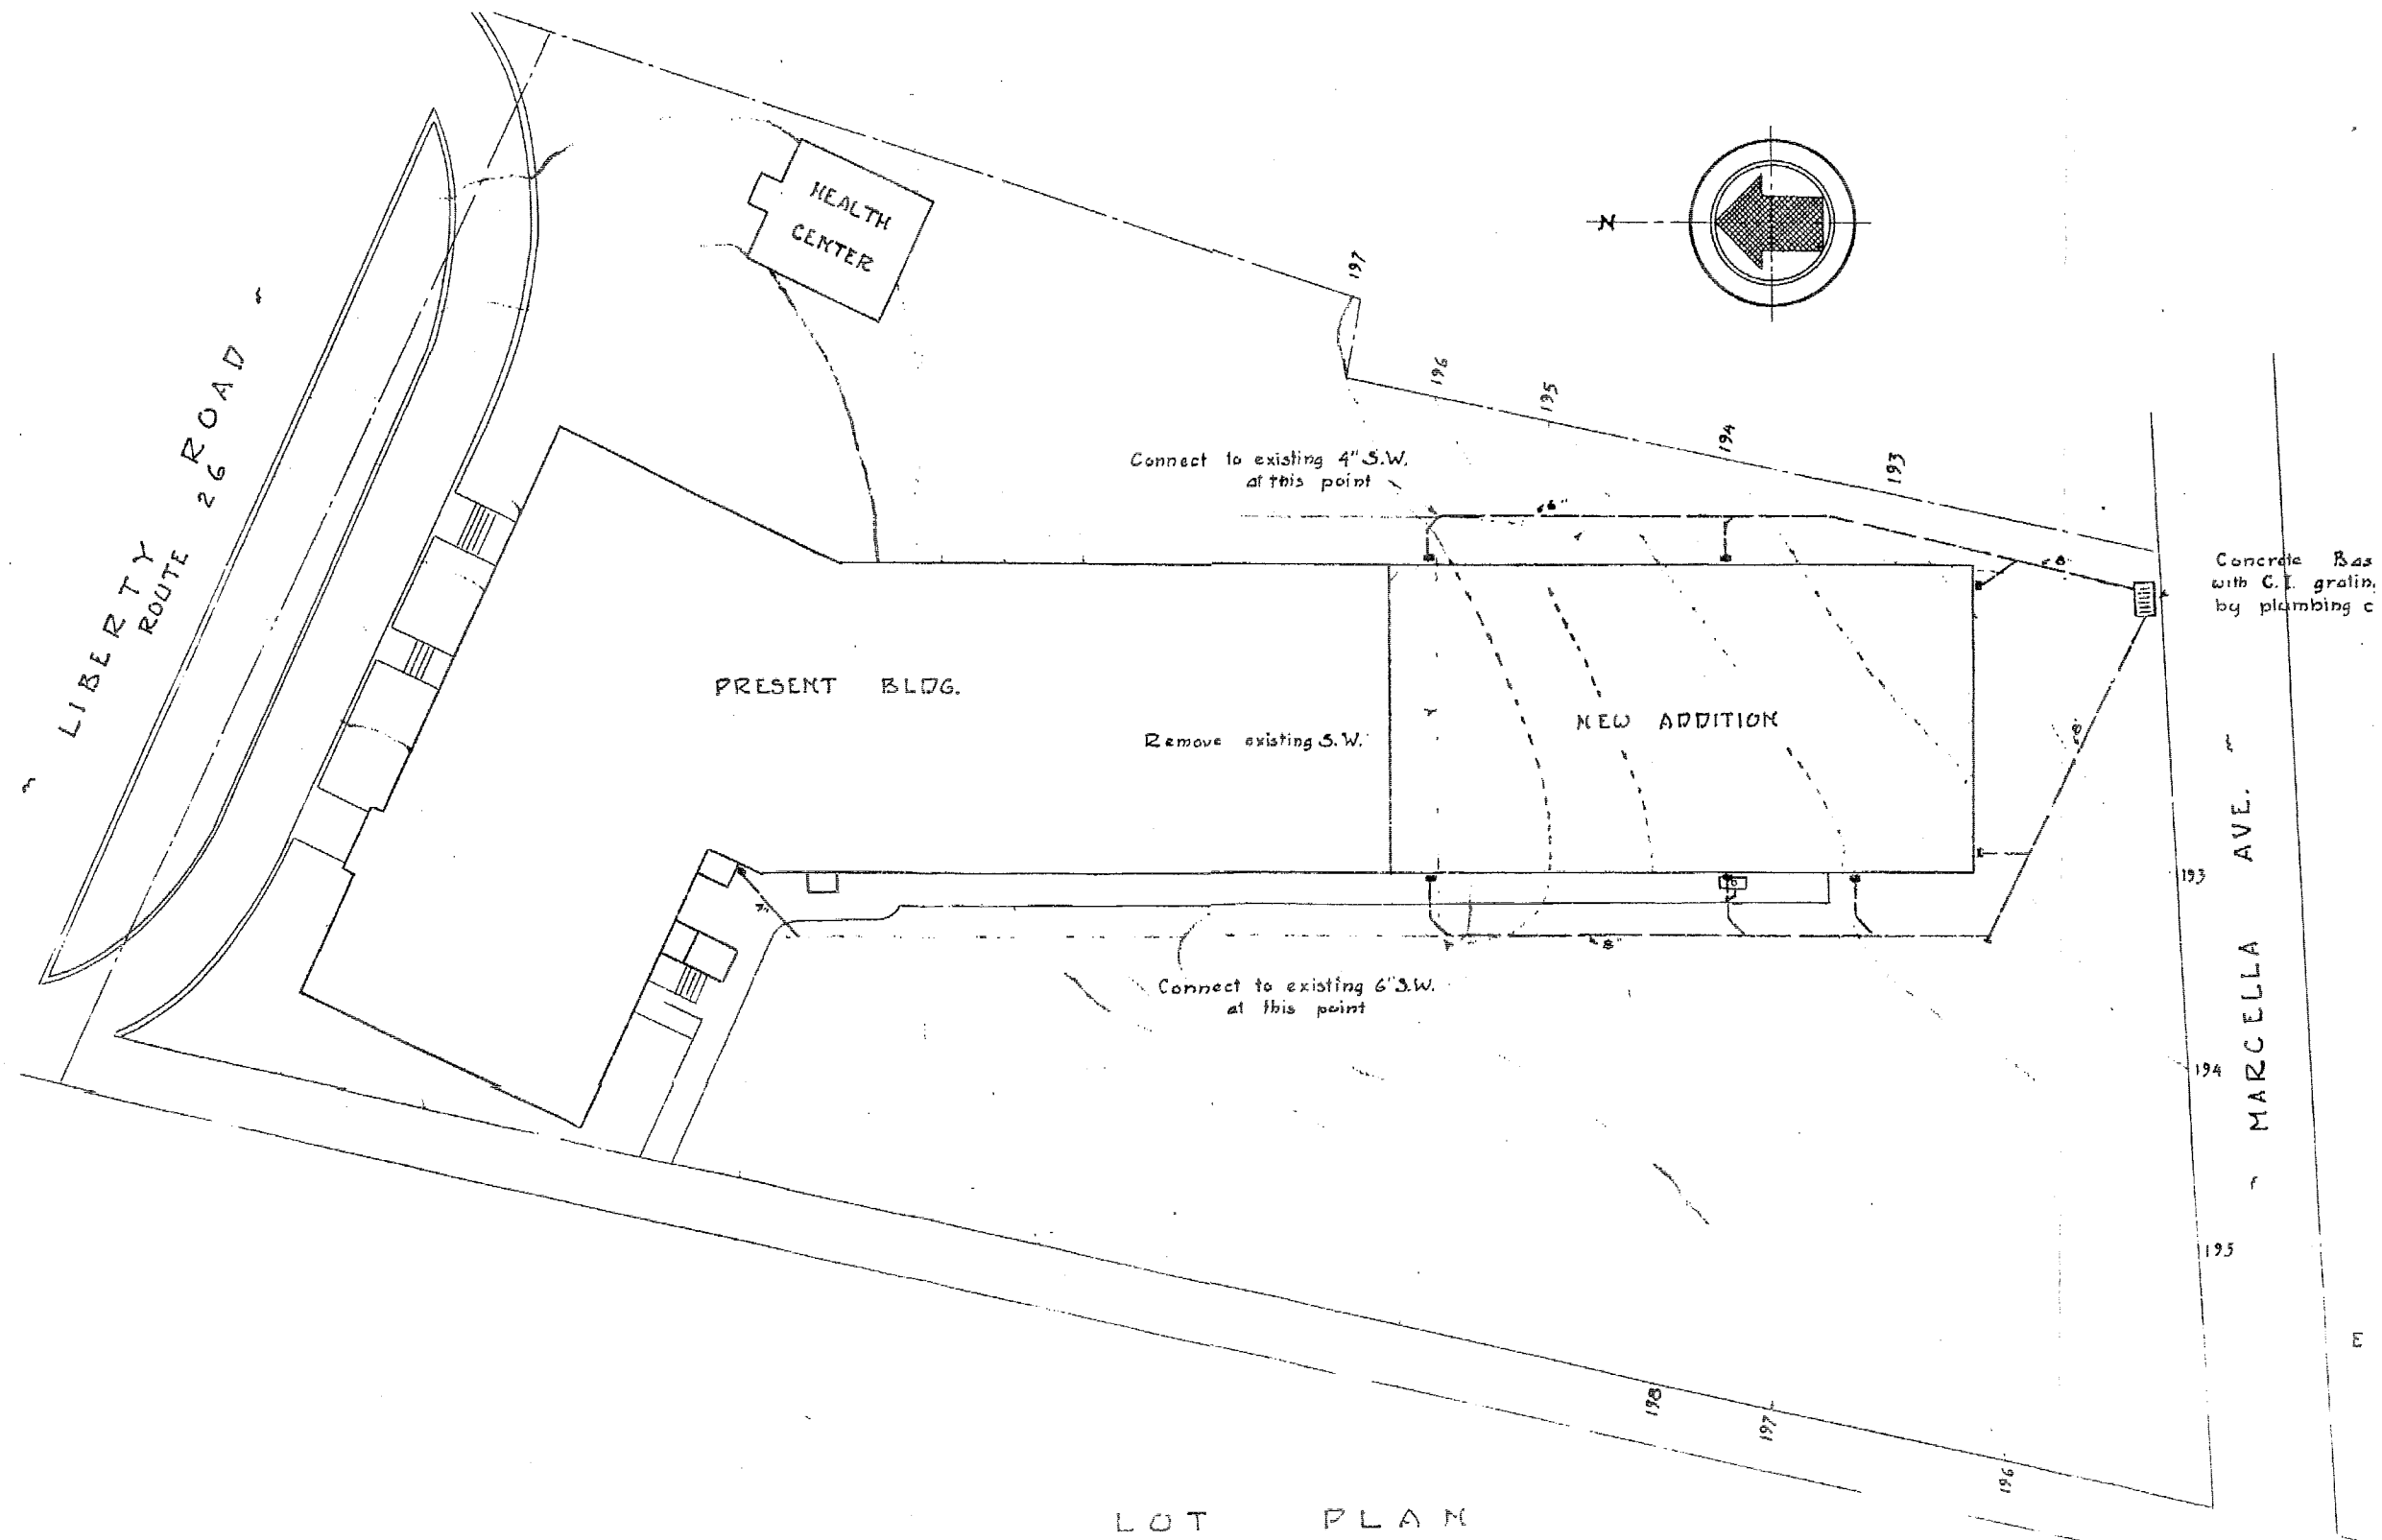 HEALTH
CENTER
N
LIBERTY ROAD
ROUTE 26
197
196
195
194
193
Connect to existing 4" S.W.
at this point
6"
8"
Concrete Bas
with C.I. gratin
by plumbing c
PRESENT BLDG.
NEW ADDITION
Remove existing S.W.
8"
MARCELLA AVE.
193
8"
Connect to existing 6" S.W.
at this point
194
195
E
198
197
196
LOT PLAN